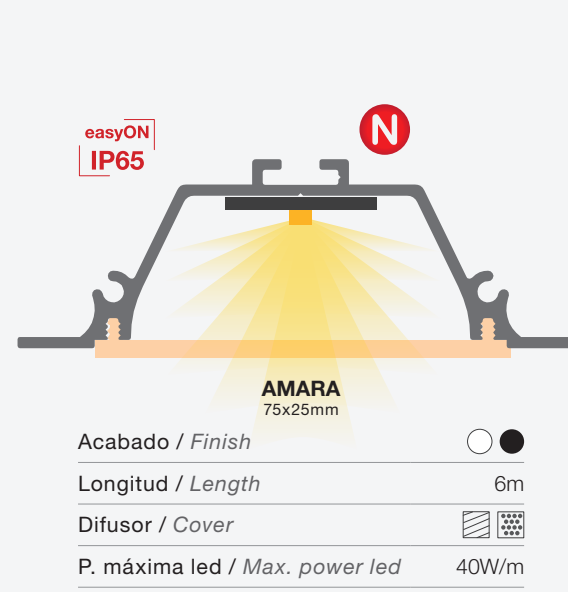 easyON
IP65
N
AMARA
75x25mm
Acabado / Finish
Longitud / Length 6m
Difusor / Cover
P. máxima led / Max. power led 40W/m